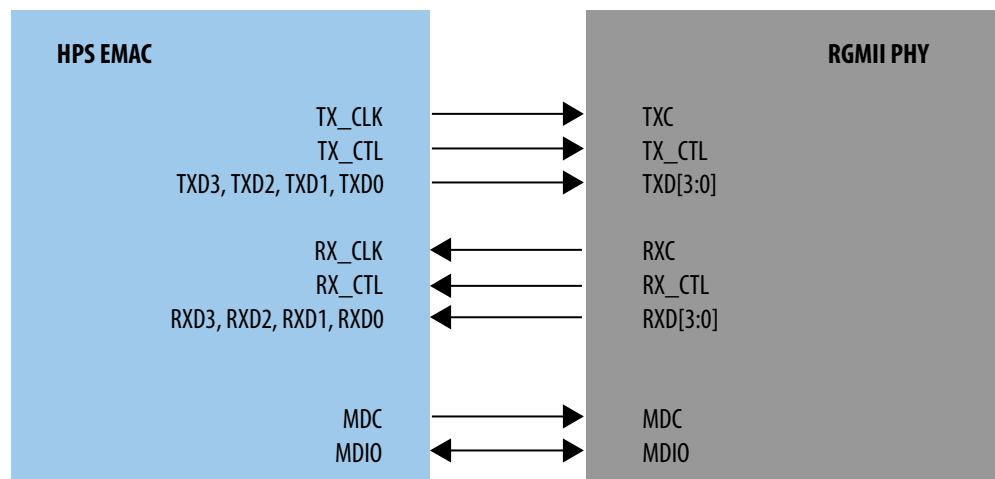 HPS EMAC RGMII PHY
TX_CLK TXC
TX_CTL TX_CTL
TXD3, TXD2, TXD1, TXD0 TXD[3:0]
RX_CLK RXC
RX_CTL RX_CTL
RXD3, RXD2, RXD1, RXD0 RXD[3:0]
MDC MDC
MDIO MDIO